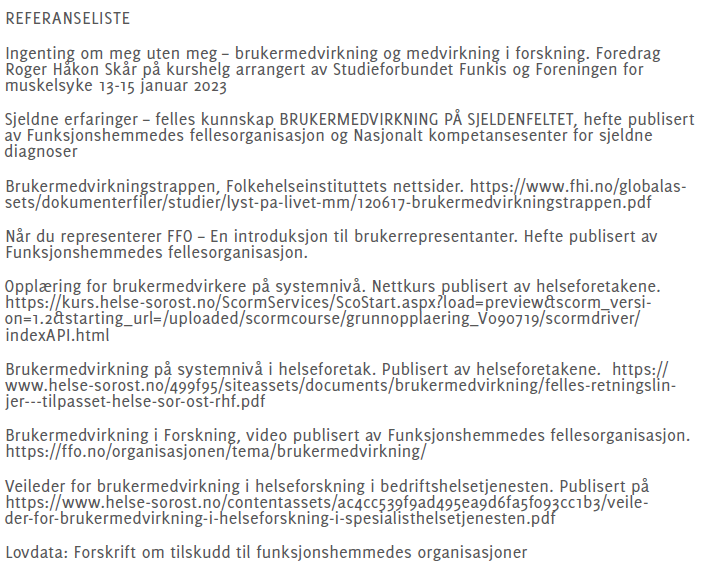 REFERANSELISTE
Ingenting om meg uten meg – brukermedvirkning og medvirkning i forskning. Foredrag
Roger Håkon Skår på kurshelg arrangert av Studieforbundet Funkis og Foreningen for
muskelsyke 13-15 januar 2023
Sjeldne erfaringer – felles kunnskap BRUKERMEDVIRKNING PÅ SJELDENFELTET, hefte publisert
av Funksjonshemmedes fellesorganisasjon og Nasjonalt kompetansesenter for sjeldne
diagnoser
Brukermedvirkningstrappen, Folkehelseinstituttets nettsider. https://www.fhi.no/globalas-
sets/dokumenterfiler/studier/lyst-pa-livet-mm/120617-brukermedvirkningstrappen.pdf
Når du representerer FFO – En introduksjon til brukerrepresentanter. Hefte publisert av
Funksjonshemmedes fellesorganisasjon.
Opplæring for brukermedvirkere på systemnivå. Nettkurs publisert av helseforetakene.
https://kurs.helse-sorost.no/ScormServices/ScoStart.aspx?load=preview&scorm_versi-
on=1.2&starting_url=/uploaded/scormcourse/grunnopplaering_V090719/scormdriver/
indexAPI.html
Brukermedvirkning på systemnivå i helseforetak. Publisert av helseforetakene.  https://
www.helse-sorost.no/499f95/siteassets/documents/brukermedvirkning/felles-retningslin-
jer---tilpasset-helse-sor-ost-rhf.pdf
Brukermedvirkning i Forskning, video publisert av Funksjonshemmedes fellesorganisasjon.
https://ffo.no/organisasjonen/tema/brukermedvirkning/
Veileder for brukermedvirkning i helseforskning i bedriftshelsetjenesten. Publisert på
https://www.helse-sorost.no/contentassets/ac4cc539f9ad495ea9d6fa5f093cc1b3/veile-
der-for-brukermedvirkning-i-helseforskning-i-spesialisthelsetjenesten.pdf
Lovdata: Forskrift om tilskudd til funksjonshemmedes organisasjoner